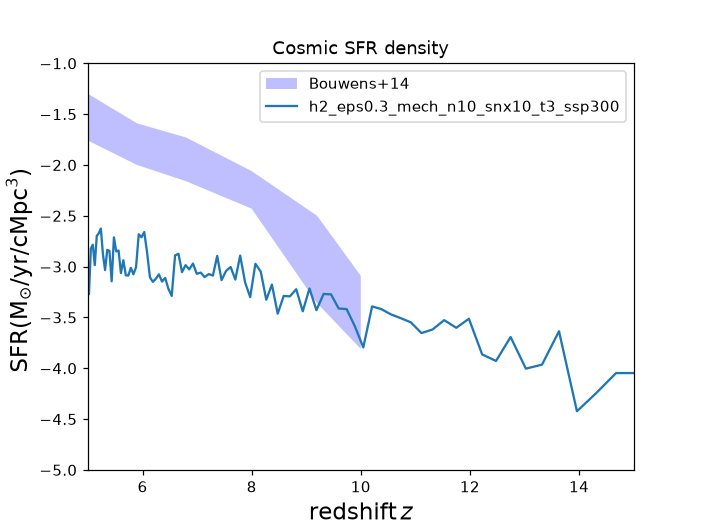 Cosmic SFR density
Bouwens+14
h2_eps0.3_mech_n10_snx10_t3_ssp300
SFR(M⊙/yr/cMpc³)
−1.0
−1.5
−2.0
−2.5
−3.0
−3.5
−4.0
−4.5
−5.0
6 8 10 12 14
redshift z